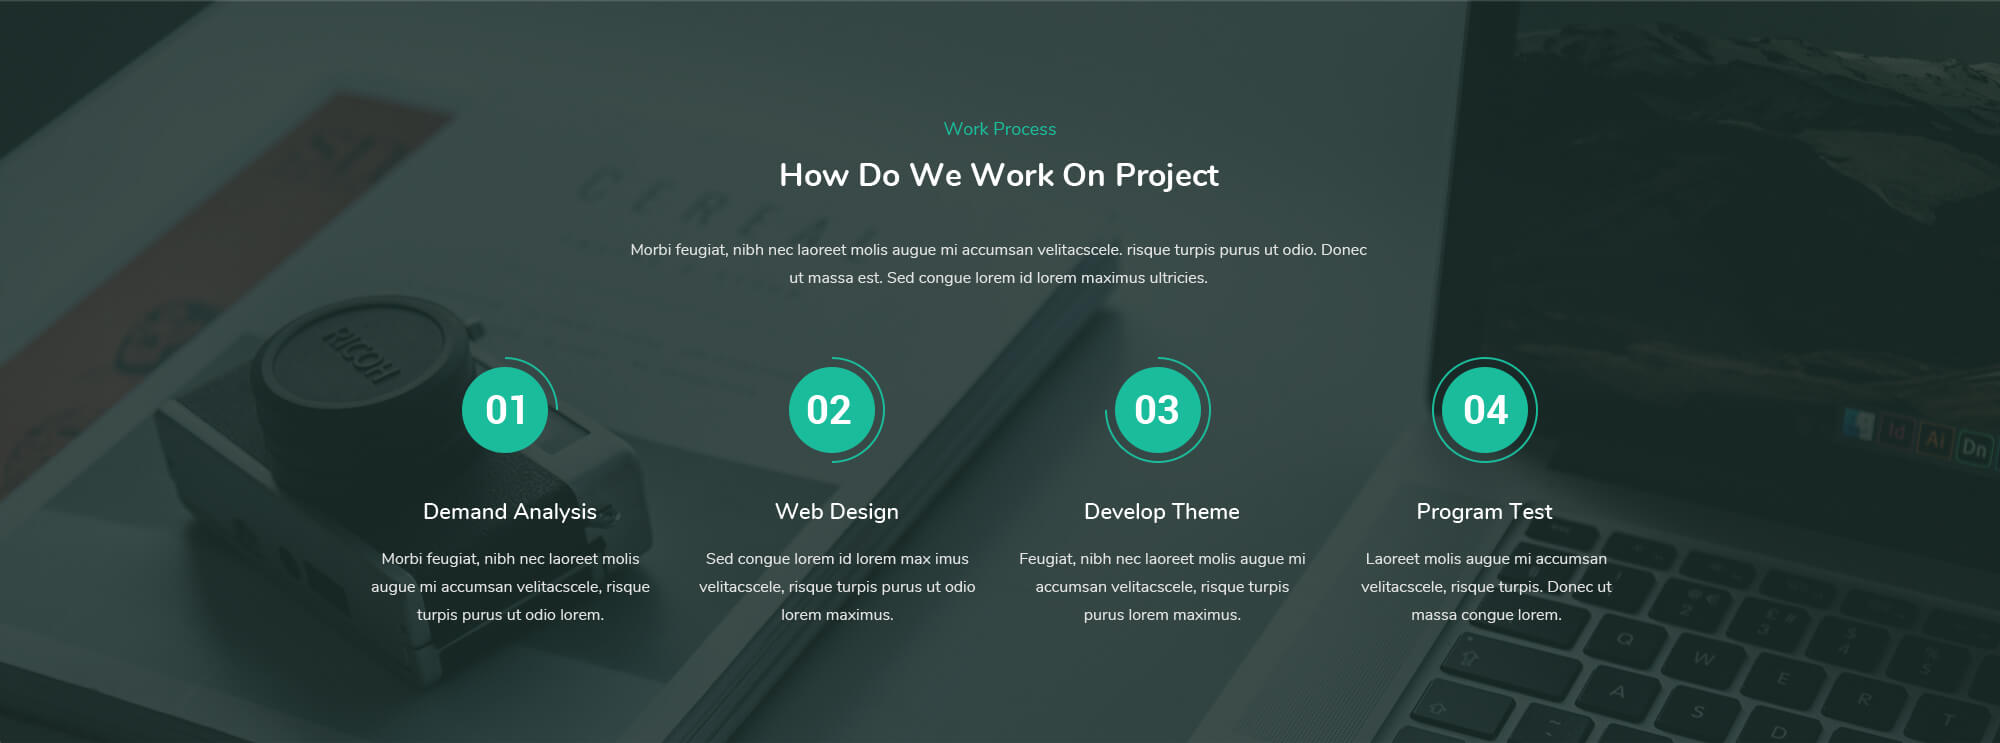 Work Process
How Do We Work On Project
Morbi feugiat, nibh nec laoreet molis augue mi accumsan velitacscele. risque turpis purus ut odio. Donec
ut massa est. Sed congue lorem id lorem maximus ultricies.
CEREAL
RICOH
01
02
03
04
Id
Ai
Dn
Demand Analysis
Web Design
Develop Theme
Program Test
Morbi feugiat, nibh nec laoreet molis
augue mi accumsan velitacscele, risque
turpis purus ut odio lorem.
Sed congue lorem id lorem max imus
velitacscele, risque turpis purus ut odio
lorem maximus.
Feugiat, nibh nec laoreet molis augue mi
accumsan velitacscele, risque turpis
purus lorem maximus.
Laoreet molis augue mi accumsan
velitacscele, risque turpis. Donec ut
massa congue lorem.
Q W E R T
A S D